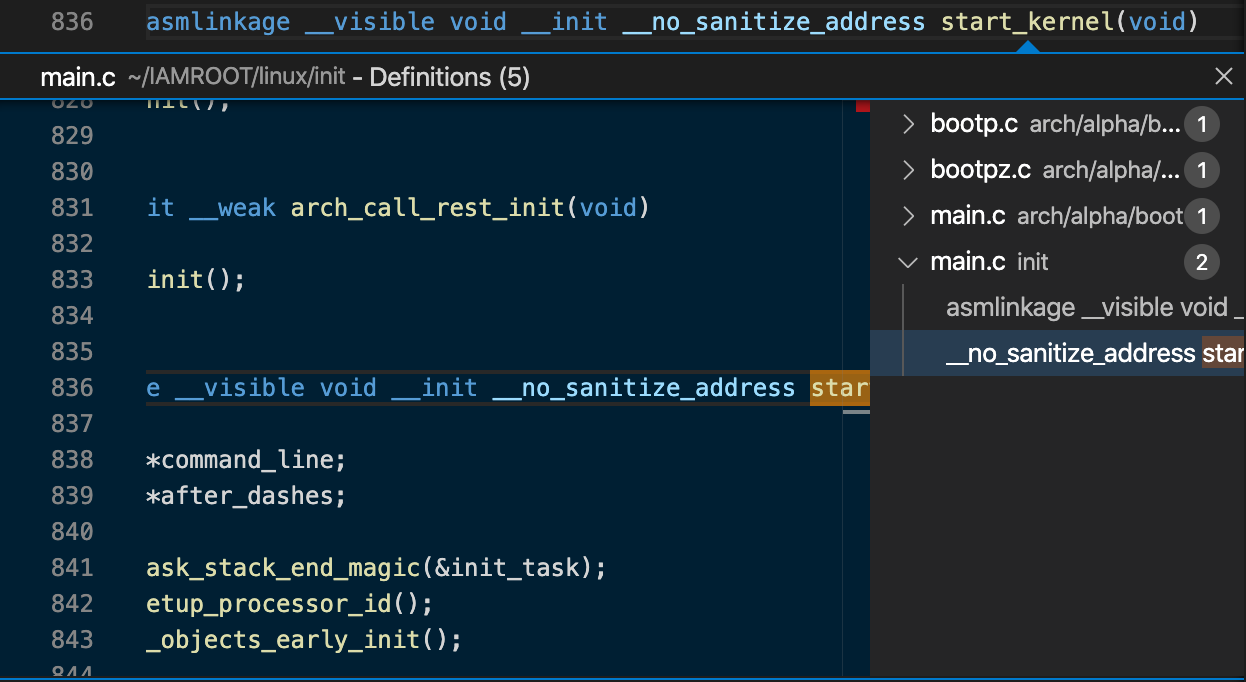 836 asmlinkage __visible void __init __no_sanitize_address start_kernel(void)
main.c ~/IAMROOT/linux/init - Definitions (5)
828 nit();
829
830
831 it __weak arch_call_rest_init(void)
832
833 init();
834
835
836 e __visible void __init __no_sanitize_address star
837
838 *command_line;
839 *after_dashes;
840
841 ask_stack_end_magic(&init_task);
842 etup_processor_id();
843 _objects_early_init();
844
bootp.c arch/alpha/b... 1
bootpz.c arch/alpha/... 1
main.c arch/alpha/boot 1
main.c init 2
asmlinkage __visible void _
__no_sanitize_address star